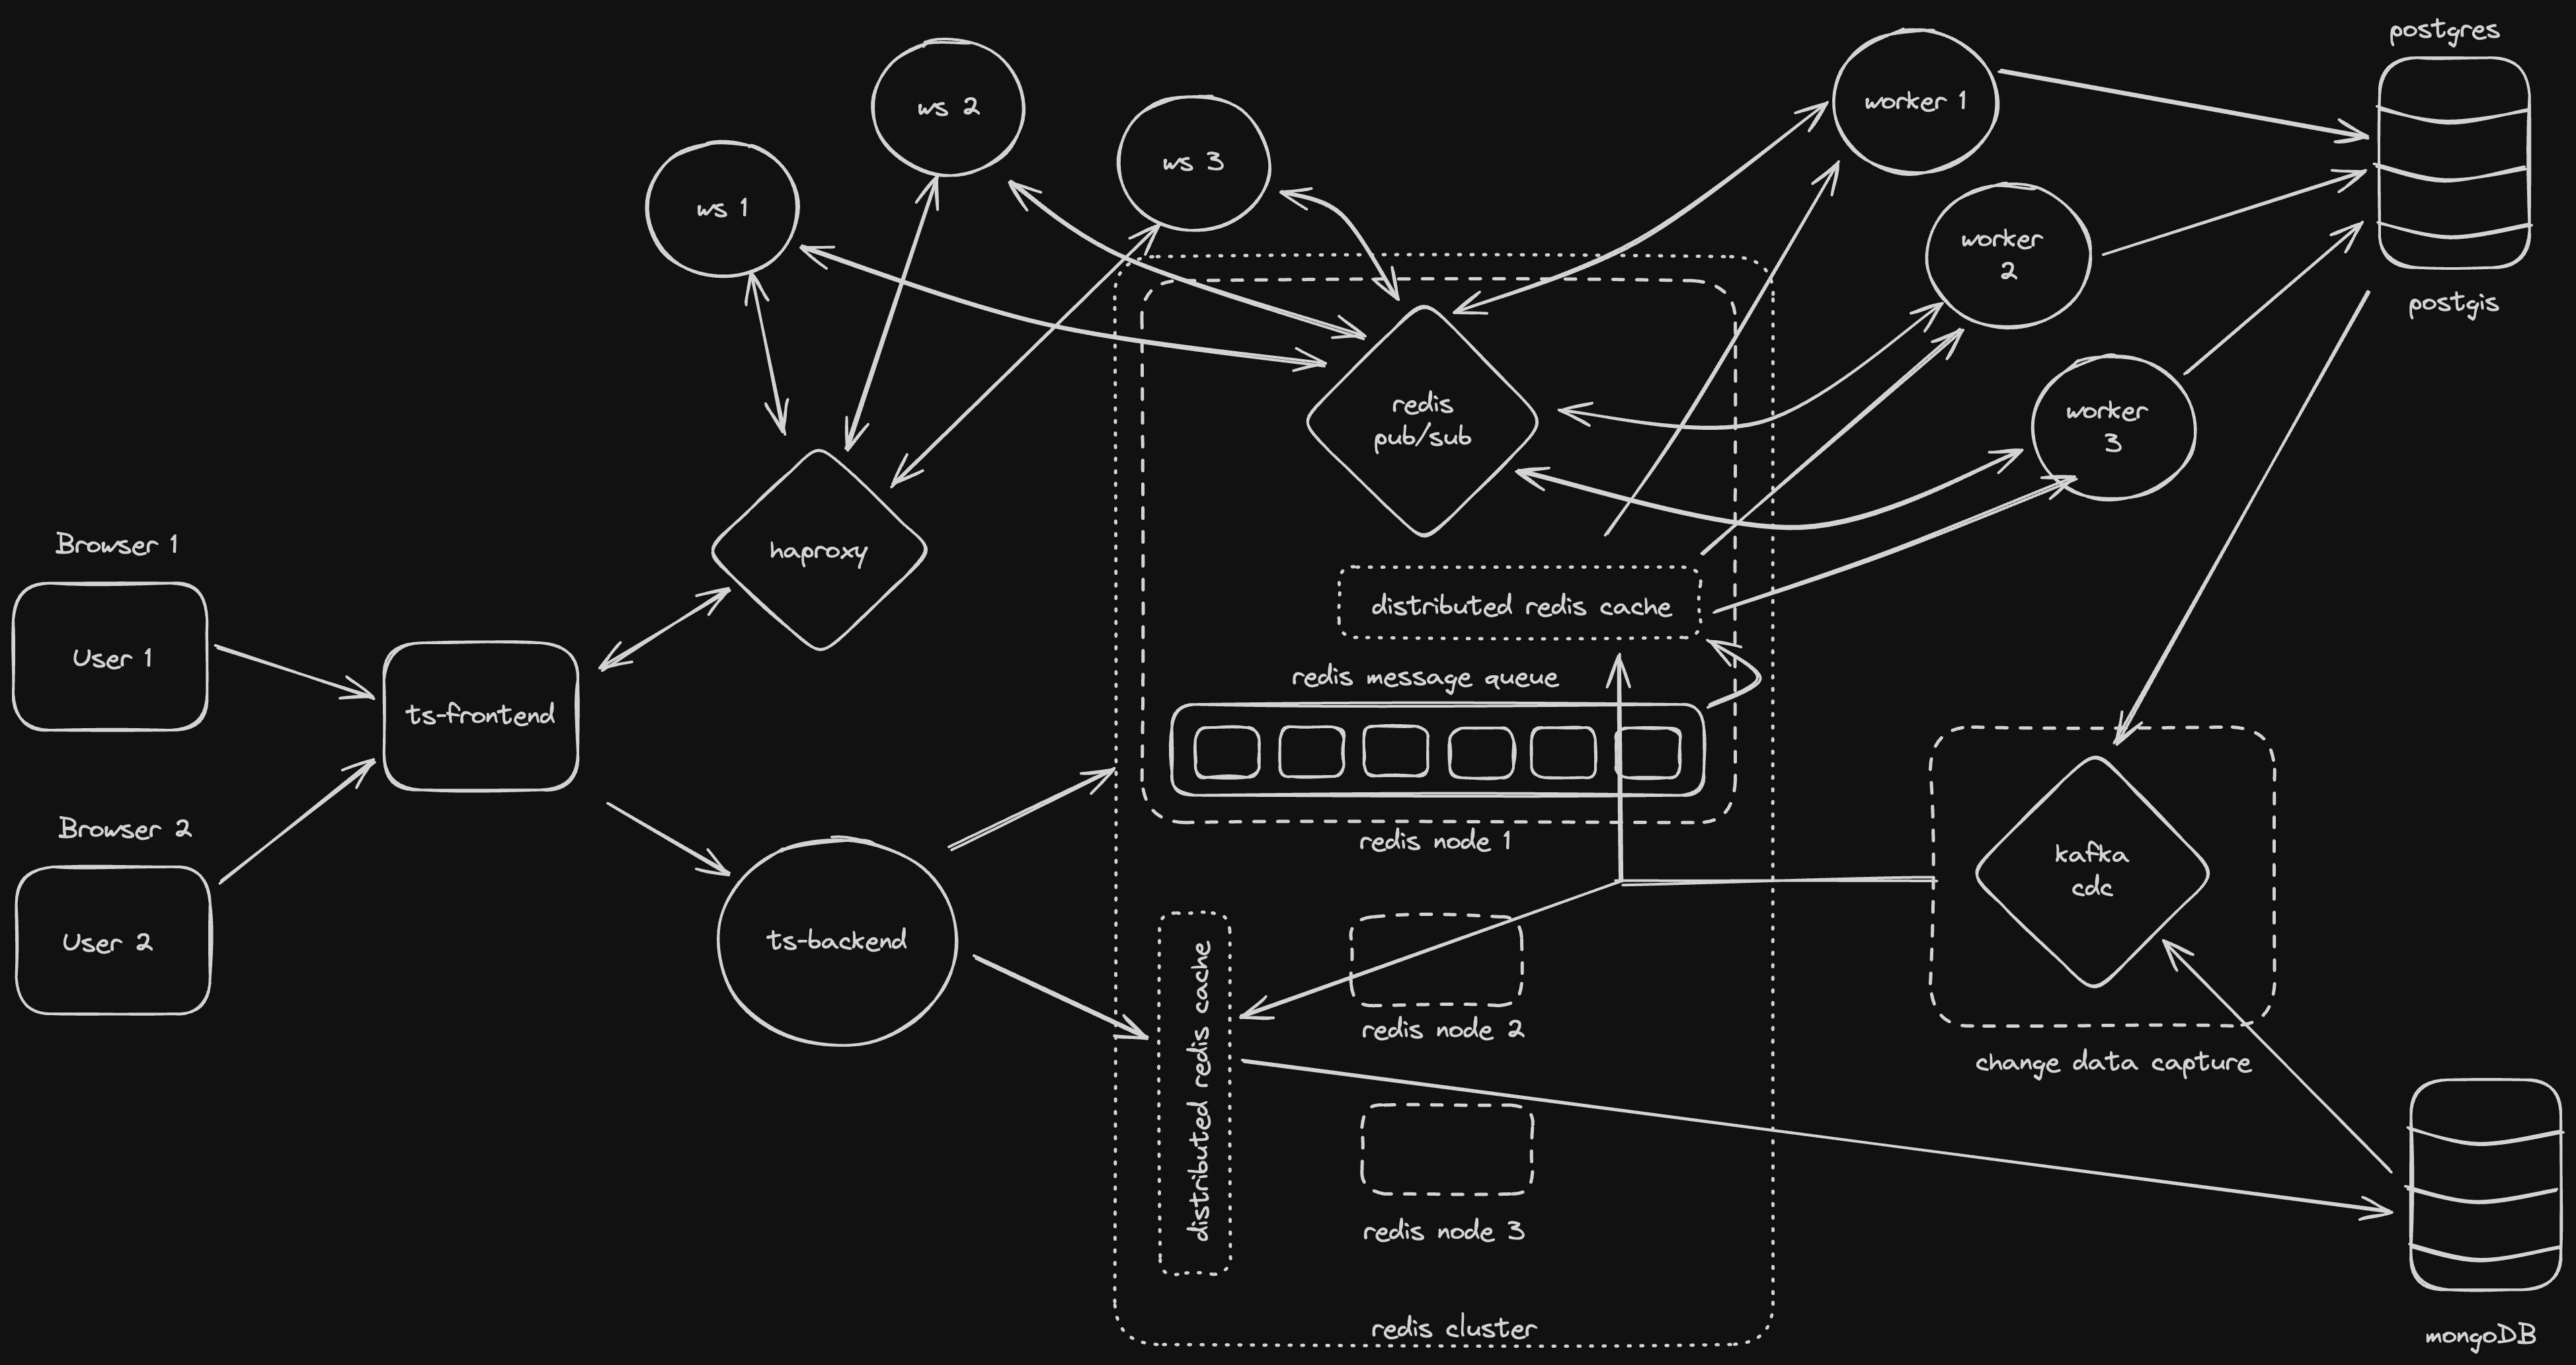 postgres
ws 2
worker 1
ws 3
ws 1
worker
2
postgis
redis
pub/sub
worker
3
Browser 1
haproxy
User 1
distributed redis cache
redis message queue
ts-frontend
Browser 2
redis node 1
kafka
cdc
User 2
ts-backend
distributed redis cache
redis node 2
change data capture
redis node 3
redis cluster
mongoDB